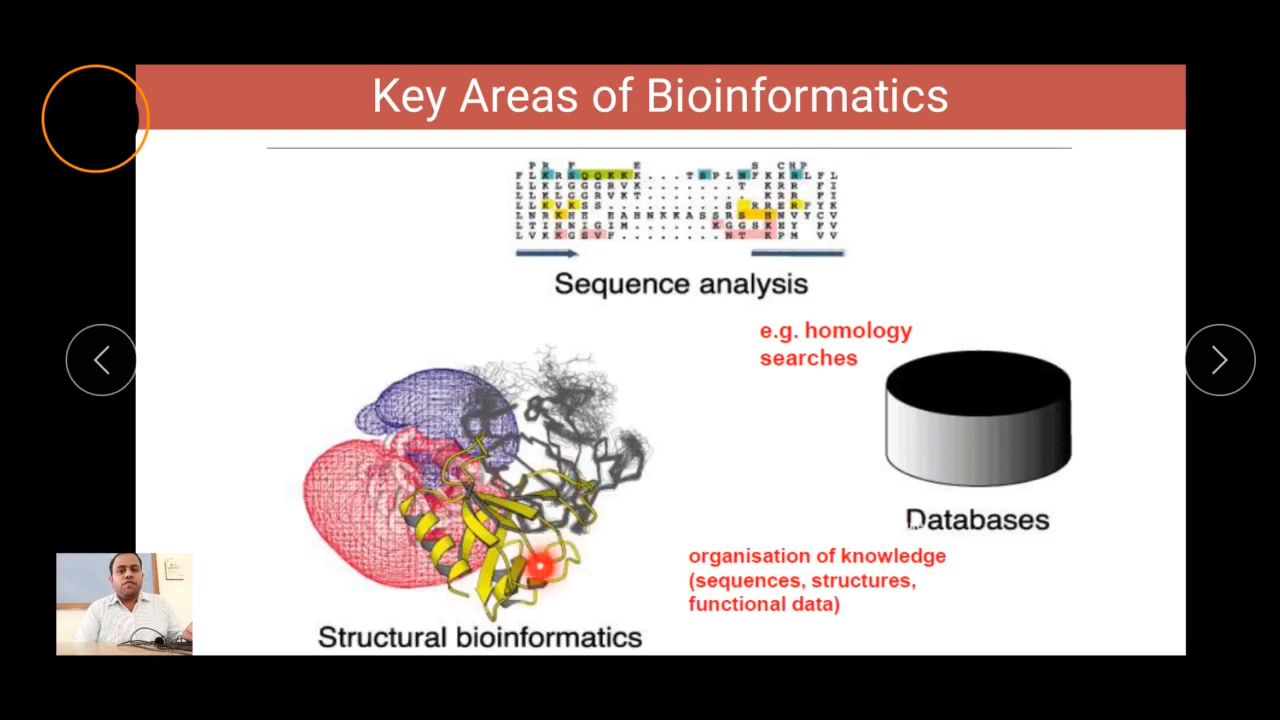 Key Areas of Bioinformatics
P R F E S C H P
F L K R S Q Q K K K . . . . T S P L N F K K R L F L
L L K L G G G R V K . . . . . . . . T K R R F I
L L K L G G R V K T . . . . . . . K R R F I
L L K V K S S . . . . . . . . . S R R E R F Y K
L N R K H E E A H N K K A S S R S H N V Y C V
L T I N N I G I M . . . . . . . K G G S K E Y F V
L V K K G S V F . . . . . . . . N T K P M V V
Sequence analysis
e.g. homology
searches
Databases
organisation of knowledge
(sequences, structures,
functional data)
Structural bioinformatics